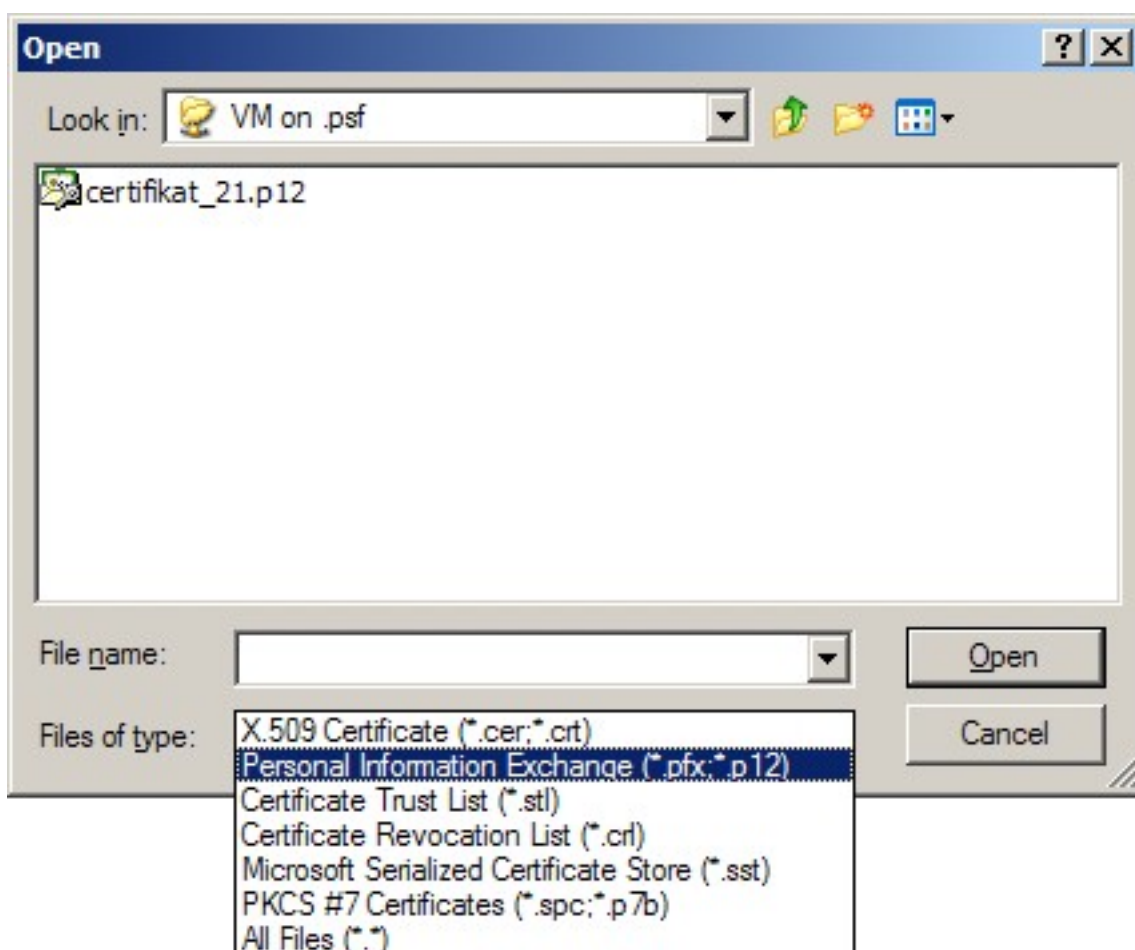 Open
Look in: VM on .psf
certifikat_21.p12
File name:
Open
Files of type:
Cancel
X.509 Certificate (*.cer;*.crt)
Personal Information Exchange (*.pfx;*.p12)
Certificate Trust List (*.stl)
Certificate Revocation List (*.crl)
Microsoft Serialized Certificate Store (*.sst)
PKCS #7 Certificates (*.spc;*.p7b)
All Files (*.*)